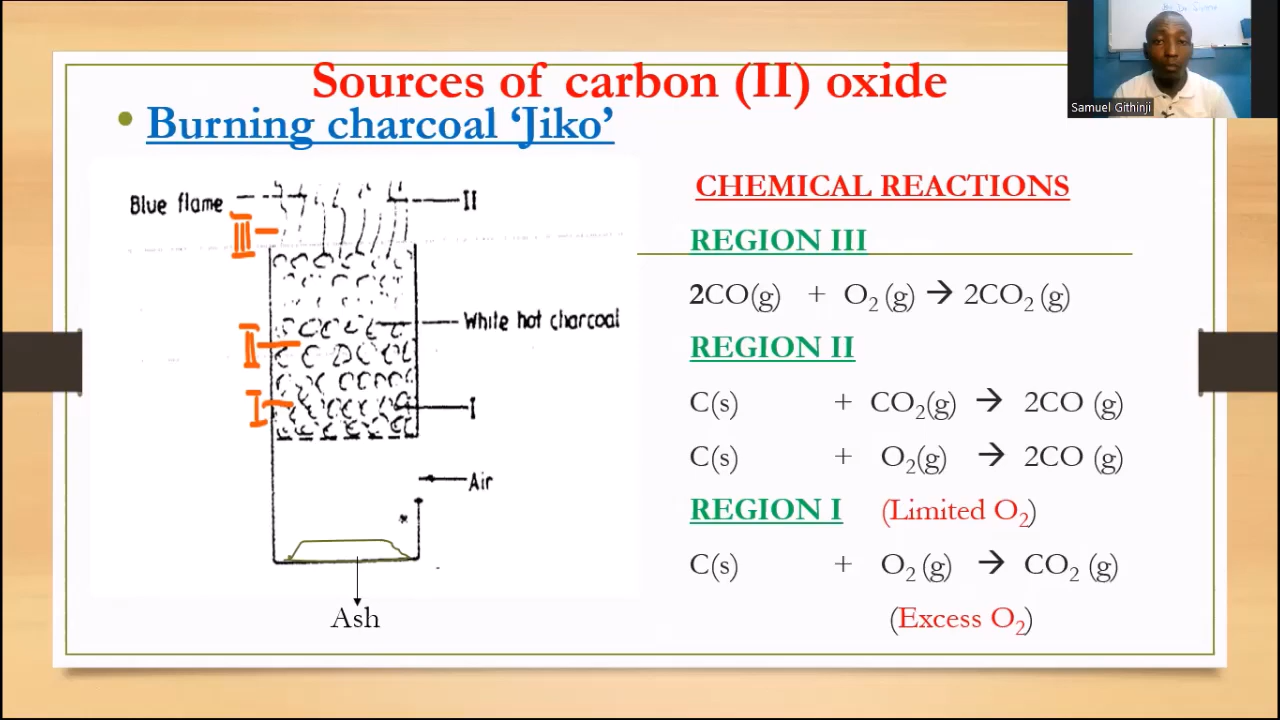 Sources of carbon (II) oxide
Samuel Githinji
• Burning charcoal ‘Jiko’
Blue flame
II
III
White hot charcoal
II
I
I
Air
*
Ash
CHEMICAL REACTIONS
REGION III
2CO(g) + O₂ (g) → 2CO₂ (g)
REGION II
C(s) + CO₂(g) → 2CO (g)
C(s) + O₂(g) → 2CO (g)
REGION I (Limited O₂)
C(s) + O₂ (g) → CO₂ (g)
(Excess O₂)